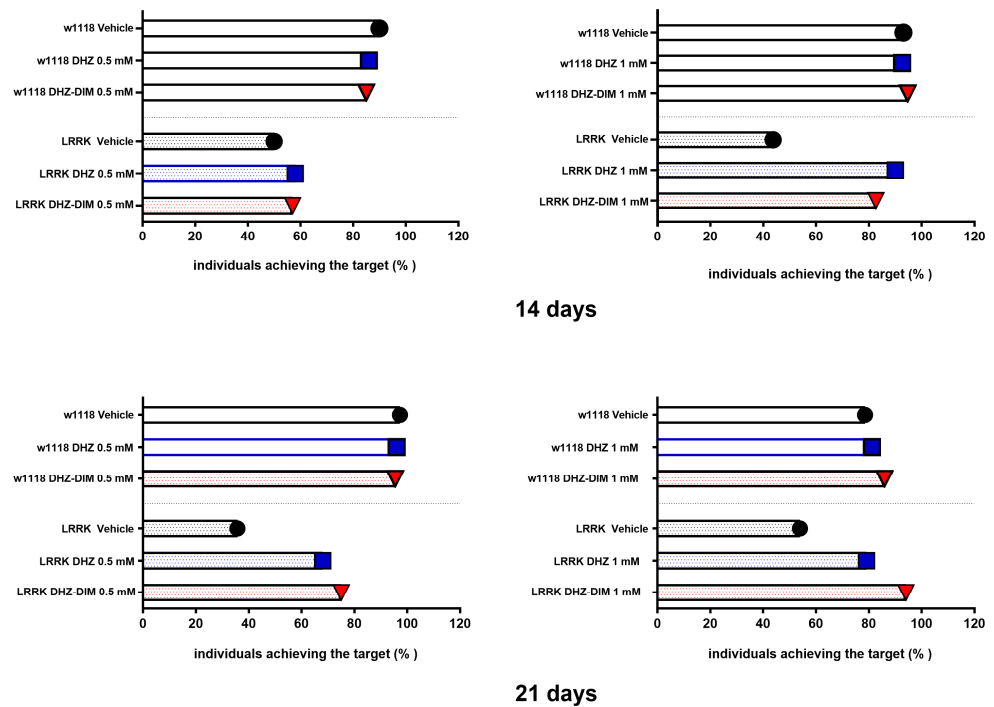 w1118 Vehicle
w1118 DHZ 0.5 mM
w1118 DHZ-DIM 0.5 mM
LRRK  Vehicle
LRRK DHZ 0.5 mM
LRRK DHZ-DIM 0.5 mM
0 20 40 60 80 100 120
individuals achieving the target (% )
w1118 Vehicle
w1118 DHZ 1 mM
w1118 DHZ-DIM 1 mM
LRRK  Vehicle
LRRK DHZ 1 mM
LRRK DHZ-DIM 1 mM
0 20 40 60 80 100 120
individuals achieving the target (% )
14 days
w1118 Vehicle
w1118 DHZ 0.5 mM
w1118 DHZ-DIM 0.5 mM
LRRK  Vehicle
LRRK DHZ 0.5 mM
LRRK DHZ-DIM 0.5 mM
0 20 40 60 80 100 120
individuals achieving the target (% )
w1118 Vehicle
w1118 DHZ 1 mM
w1118 DHZ-DIM 1 mM
LRRK  Vehicle
LRRK DHZ 1 mM
LRRK DHZ-DIM 1 mM
0 20 40 60 80 100 120
individuals achieving the target (% )
21 days